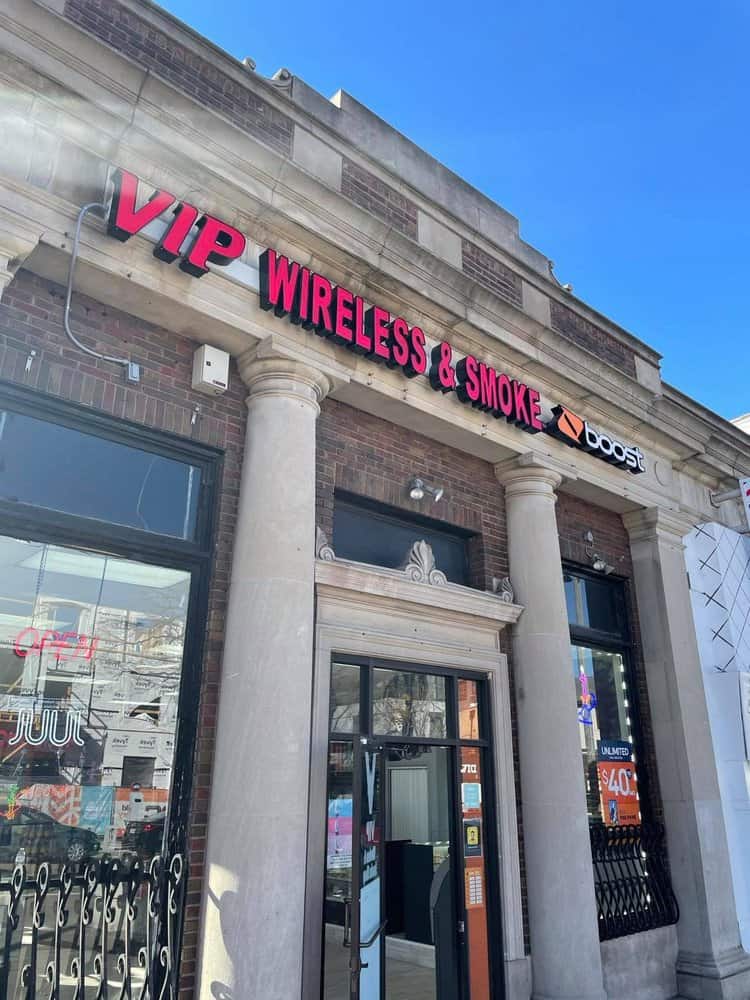 VIP WIRELESS & SMOKE boost
OPEN
JUUL
UNLIMITED
$40